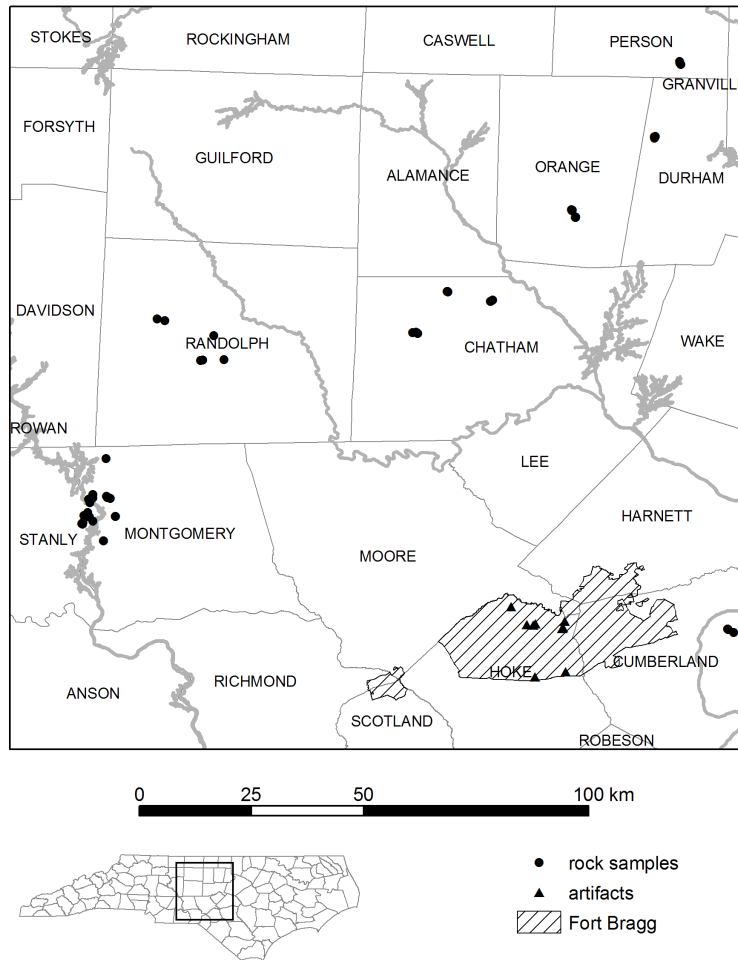 STOKES
ROCKINGHAM
CASWELL
PERSON
GRANVILL
FORSYTH
GUILFORD
ALAMANCE
ORANGE
DURHAM
DAVIDSON
RANDOLPH
CHATHAM
WAKE
ROWAN
LEE
HARNETT
STANLY
MONTGOMERY
MOORE
HOKE
CUMBERLAND
ANSON
RICHMOND
SCOTLAND
ROBESON
0 25 50 100 km
rock samples
artifacts
Fort Bragg